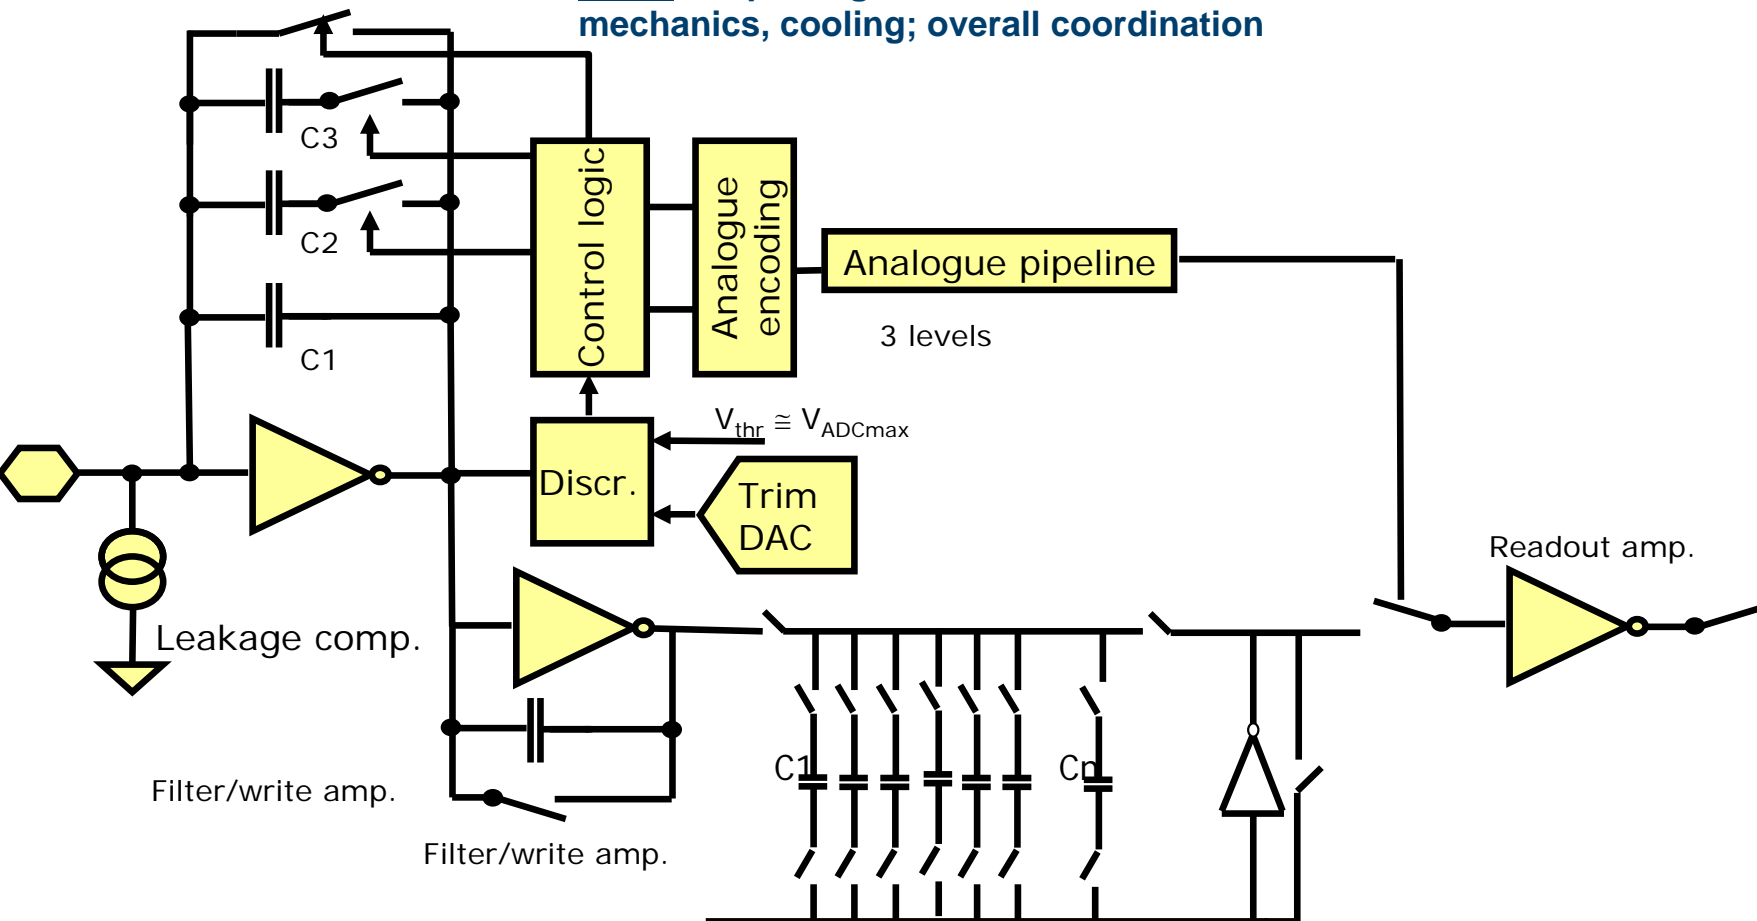 mechanics, cooling; overall coordination
C3
C2
C1
Control logic
Analogue
encoding
Analogue pipeline
3 levels
Vthr ≅ VADCmax
Discr.
Trim
DAC
Readout amp.
Leakage comp.
C1
Cn
Filter/write amp.
Filter/write amp.